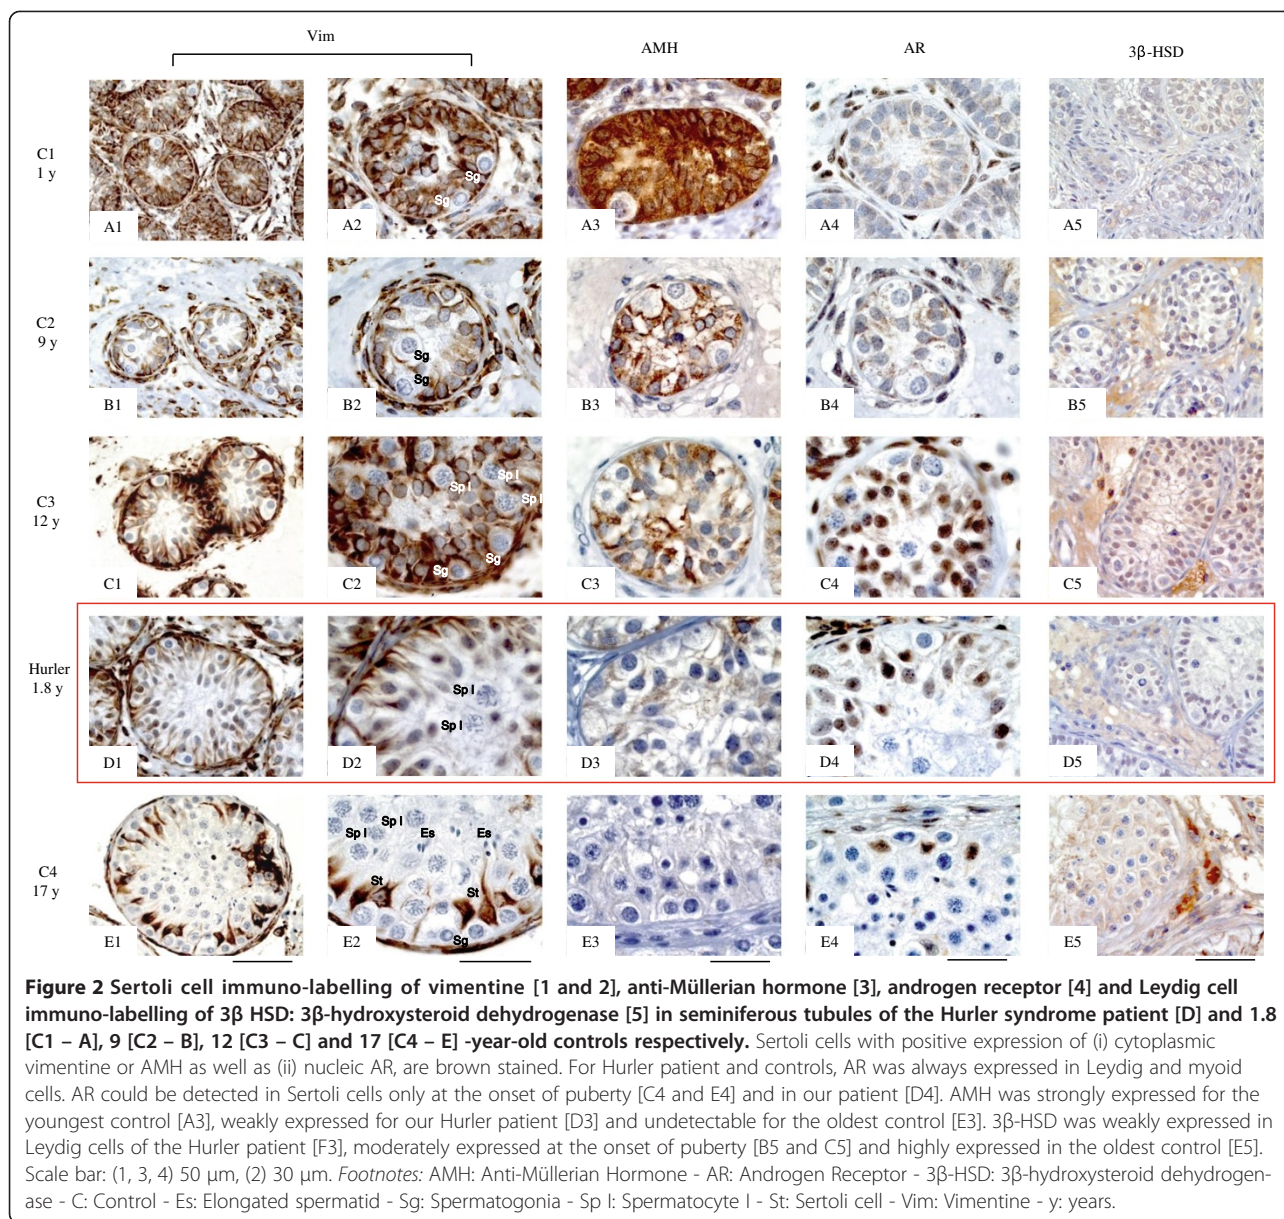 Vim
AMH
AR
3β-HSD
C1
1 y
A1
A2
Sg
Sg
A3
A4
A5
C2
9 y
B1
B2
Sg
Sg
B3
B4
B5
C3
12 y
C1
C2
Sp I
Sp I
Sp I
Sg
Sg
C3
C4
C5
Hurler
1.8 y
D1
D2
Sp I
Sp I
D3
D4
D5
C4
17 y
E1
E2
Sp I
Sp I
Es
Es
St
St
Sg
E3
E4
E5
Figure 2 Sertoli cell immuno-labelling of vimentine [1 and 2], anti-Müllerian hormone [3], androgen receptor [4] and Leydig cell
immuno-labelling of 3β HSD: 3β-hydroxysteroid dehydrogenase [5] in seminiferous tubules of the Hurler syndrome patient [D] and 1.8
[C1 – A], 9 [C2 – B], 12 [C3 – C] and 17 [C4 – E] -year-old controls respectively. Sertoli cells with positive expression of (i) cytoplasmic
vimentine or AMH as well as (ii) nucleic AR, are brown stained. For Hurler patient and controls, AR was always expressed in Leydig and myoid
cells. AR could be detected in Sertoli cells only at the onset of puberty [C4 and E4] and in our patient [D4]. AMH was strongly expressed for the
youngest control [A3], weakly expressed for our Hurler patient [D3] and undetectable for the oldest control [E3]. 3β-HSD was weakly expressed in
Leydig cells of the Hurler patient [F3], moderately expressed at the onset of puberty [B5 and C5] and highly expressed in the oldest control [E5].
Scale bar: (1, 3, 4) 50 μm, (2) 30 μm. Footnotes: AMH: Anti-Müllerian Hormone - AR: Androgen Receptor - 3β-HSD: 3β-hydroxysteroid dehydrogen-
ase - C: Control - Es: Elongated spermatid - Sg: Spermatogonia - Sp I: Spermatocyte I - St: Sertoli cell - Vim: Vimentine - y: years.